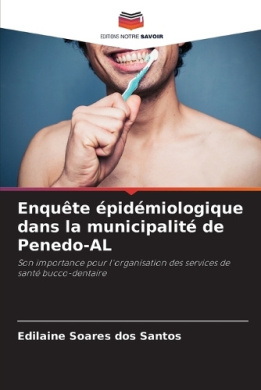 EDITIONS NOTRE SAVOIR
Enquête épidémiologique
dans la municipalité de
Penedo-AL
Son importance pour l'organisation des services de
santé bucco-dentaire
Edilaine Soares dos Santos